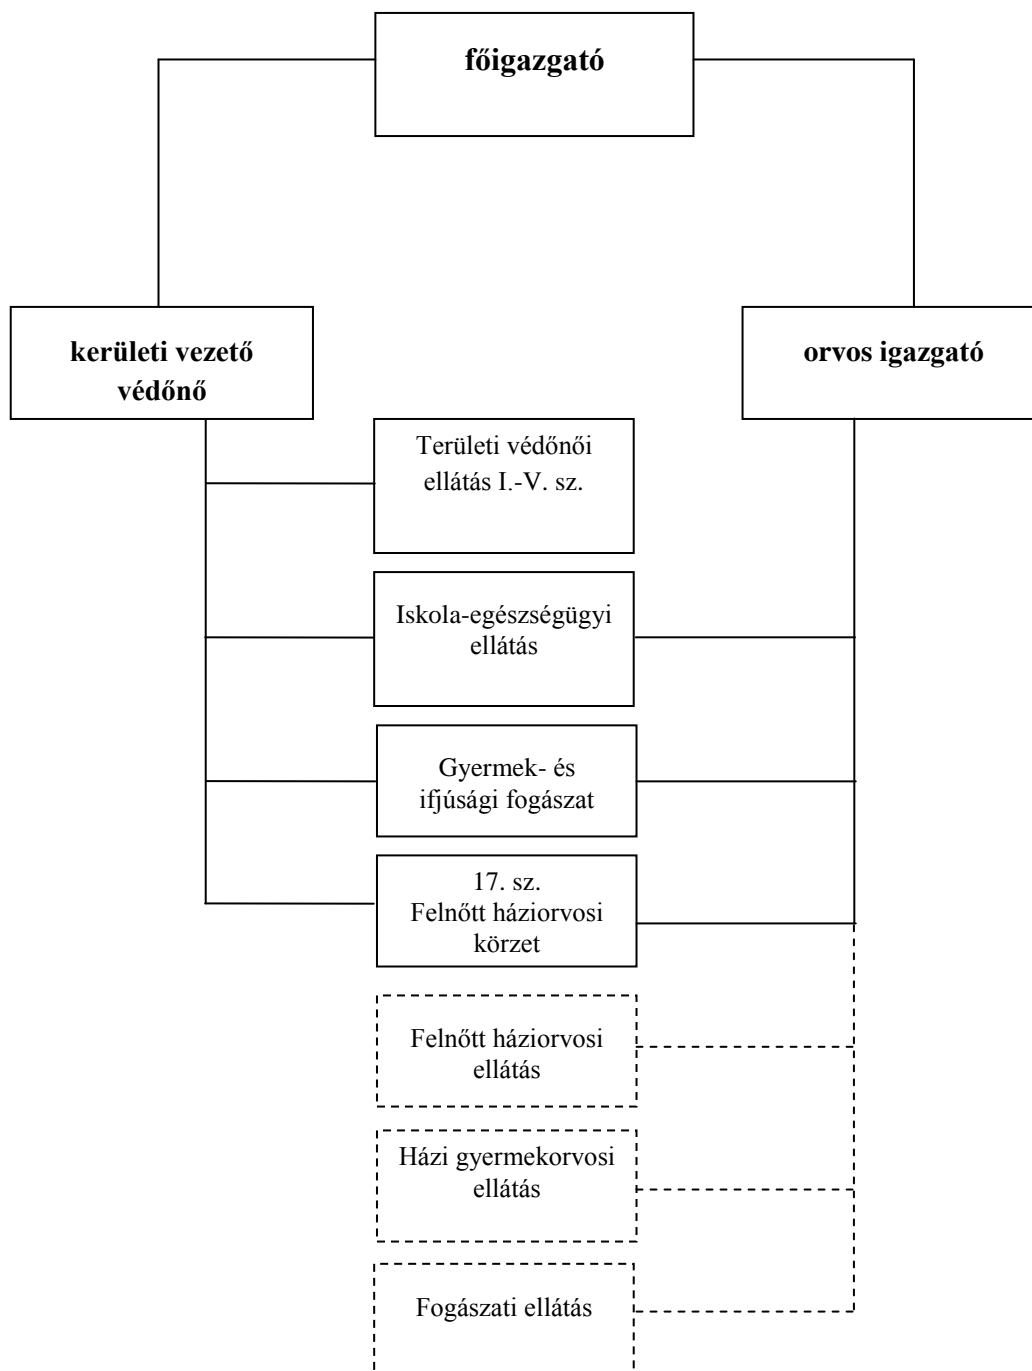 főigazgató
kerületi vezető
védőnő
orvos igazgató
Területi védőnői
ellátás I.-V. sz.
Iskola-egészségügyi
ellátás
Gyermek- és
ifjúsági fogászat
17. sz.
Felnőtt háziorvosi
körzet
Felnőtt háziorvosi
ellátás
Házi gyermekorvosi
ellátás
Fogászati ellátás